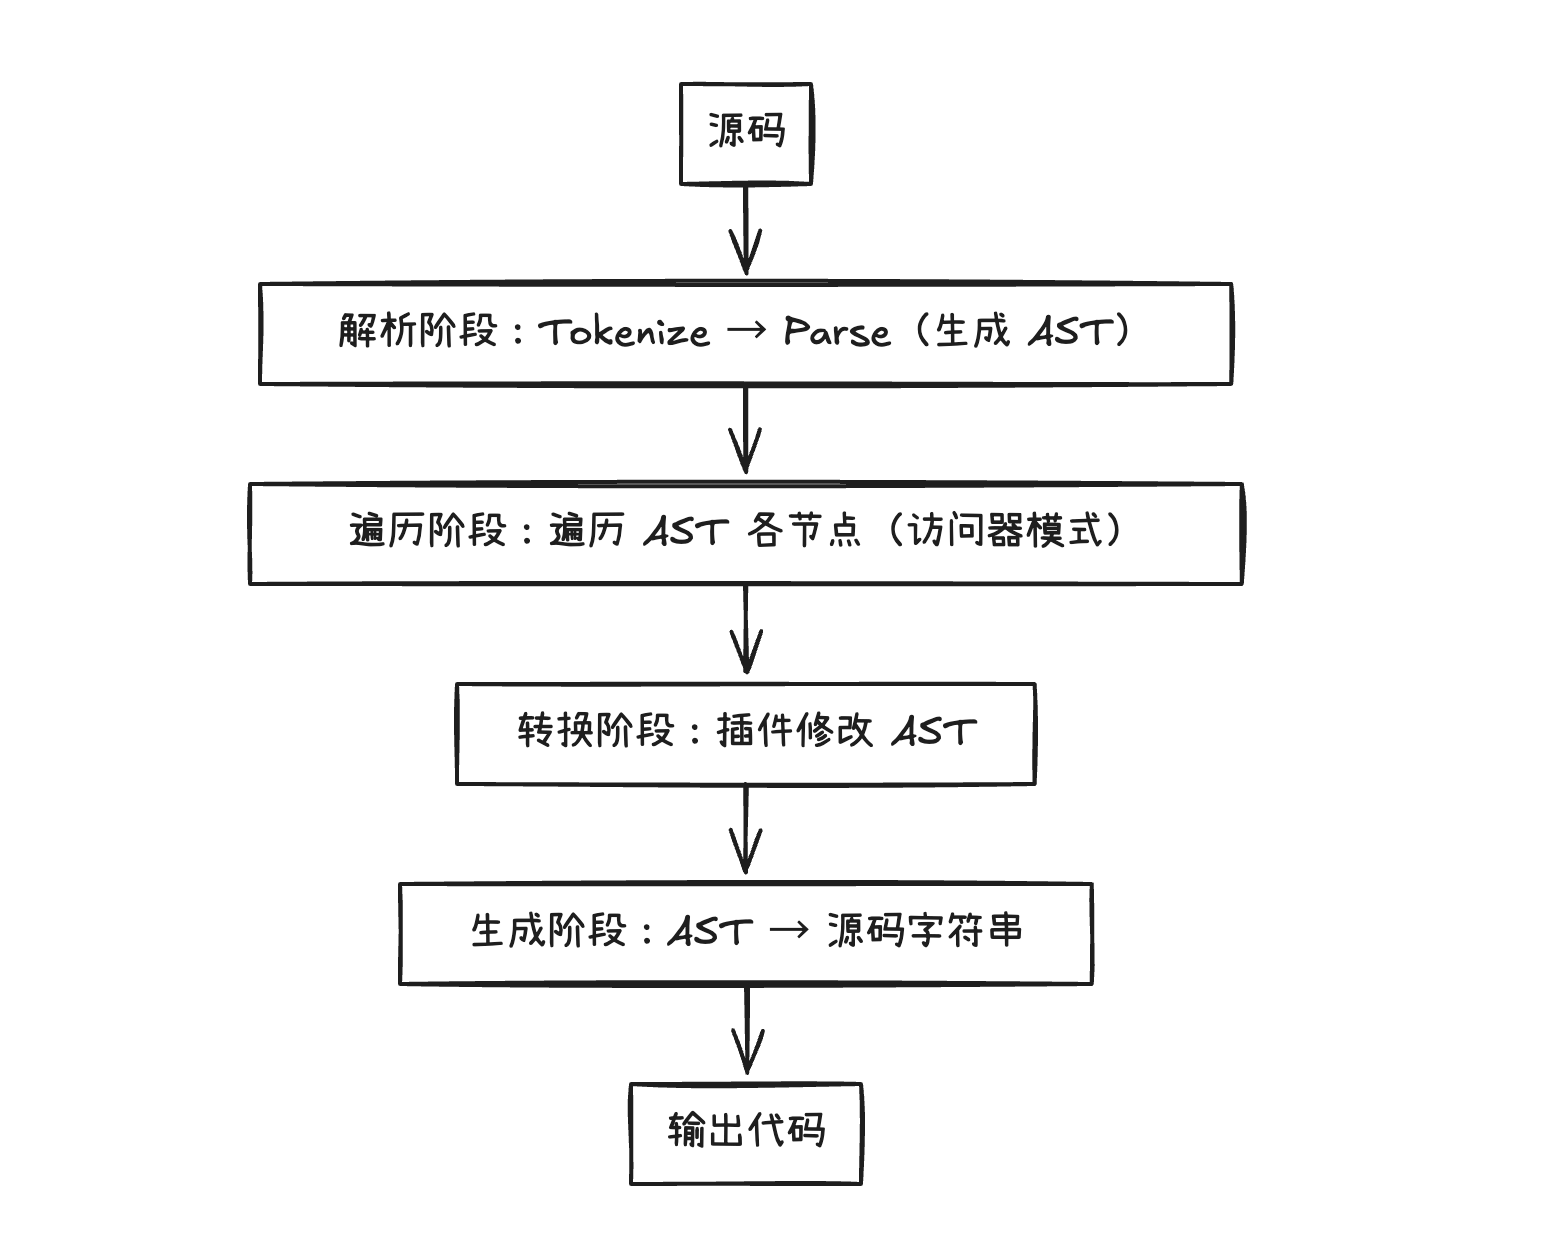 源码
解析阶段：Tokenize → Parse（生成 AST）
遍历阶段：遍历 AST 各节点（访问器模式）
转换阶段：插件修改 AST
生成阶段：AST → 源码字符串
输出代码